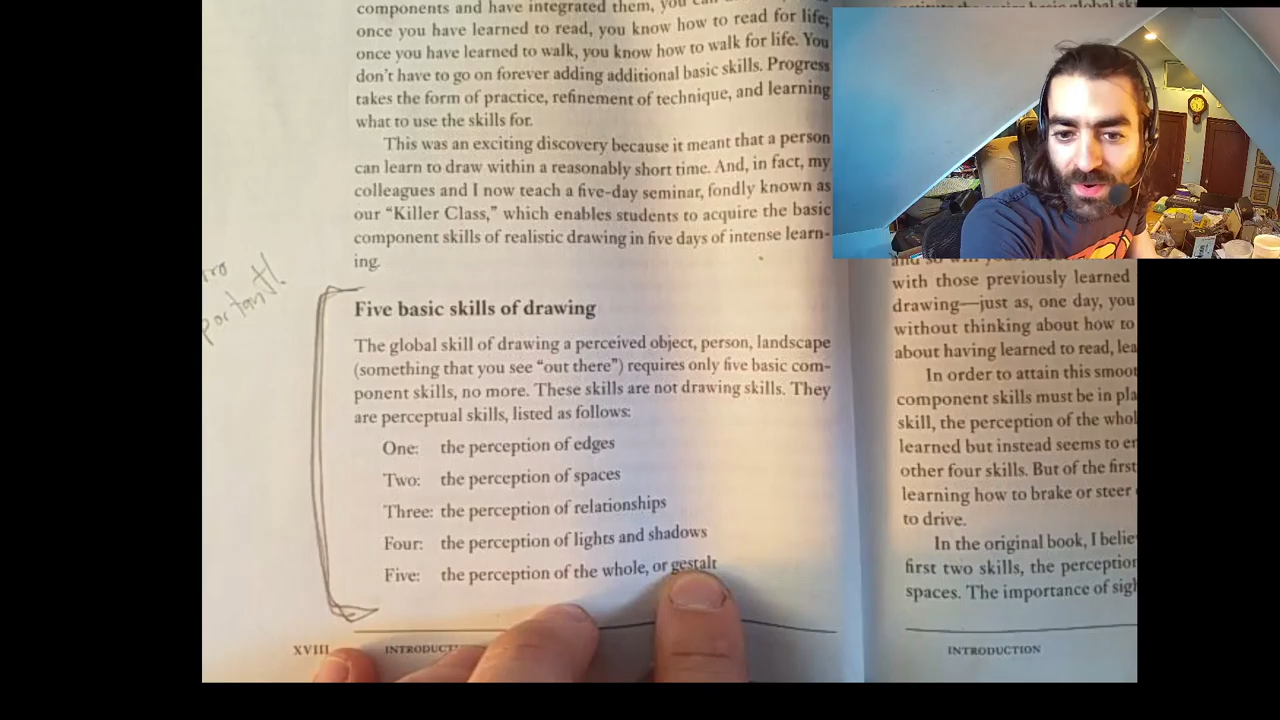 components and have integrated them, you can
once you have learned to read, you know how to read for life;
once you have learned to walk, you know how to walk for life. You
don't have to go on forever adding additional basic skills. Progress
takes the form of practice, refinement of technique, and learning
what to use the skills for.
This was an exciting discovery because it meant that a person
can learn to draw within a reasonably short time. And, in fact, my
colleagues and I now teach a five-day seminar, fondly known as
our “Killer Class,” which enables students to acquire the basic
component skills of realistic drawing in five days of intense learn-
ing.
portant!
Five basic skills of drawing
The global skill of drawing a perceived object, person, landscape
(something that you see “out there”) requires only five basic com-
ponent skills, no more. These skills are not drawing skills. They
are perceptual skills, listed as follows:
One: the perception of edges
Two: the perception of spaces
Three: the perception of relationships
Four: the perception of lights and shadows
Five: the perception of the whole, or gestalt
XVIII INTRODUCT
with those previously learned
drawing—just as, one day, you
without thinking about how to
about having learned to read, lea
In order to attain this smoot
component skills must be in pla
skill, the perception of the whol
learned but instead seems to er
other four skills. But of the first
learning how to brake or steer
to drive.
In the original book, I belie
first two skills, the perception
spaces. The importance of sigh
INTRODUCTION